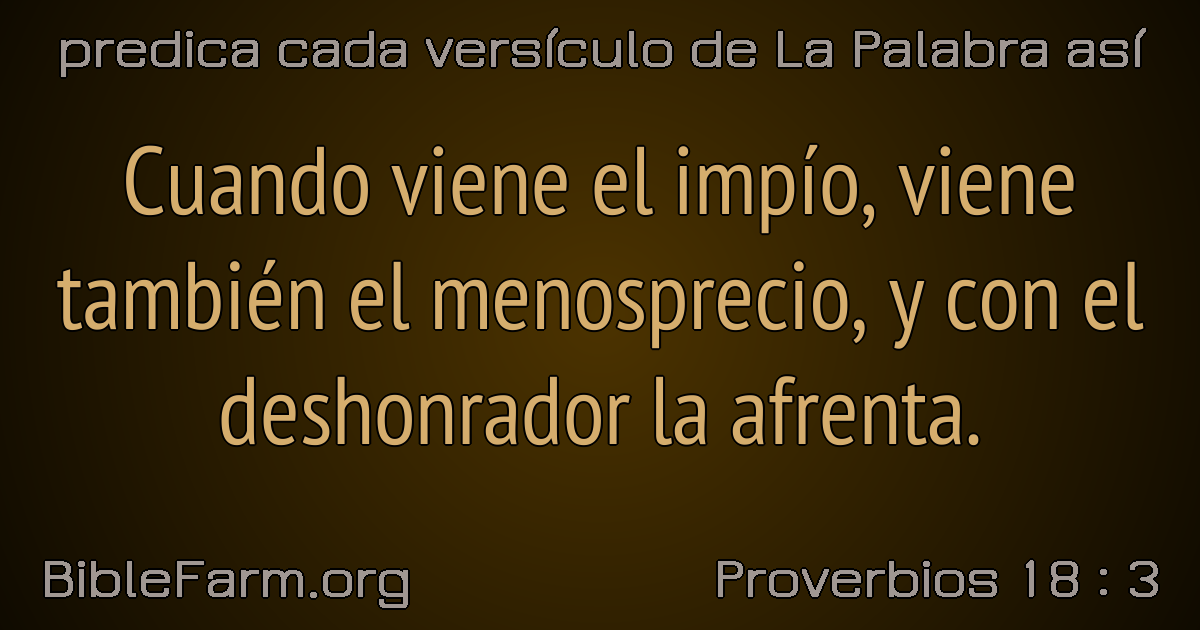 predica cada versículo de La Palabra así
Cuando viene el impío, viene
también el menosprecio, y con el
deshonrador la afrenta.
BibleFarm.org
Proverbios 18 : 3